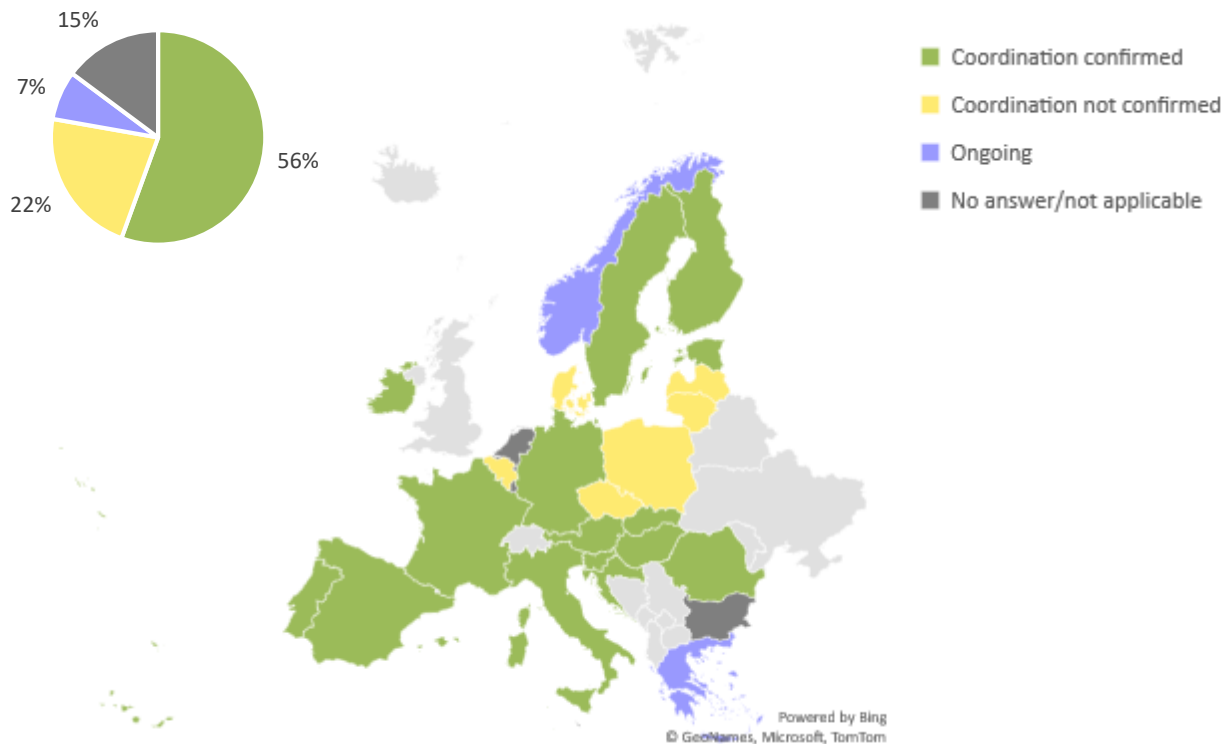 15%
7%
22%
56%
Coordination confirmed
Coordination not confirmed
Ongoing
No answer/not applicable
Powered by Bing
© GeoNames, Microsoft, TomTom